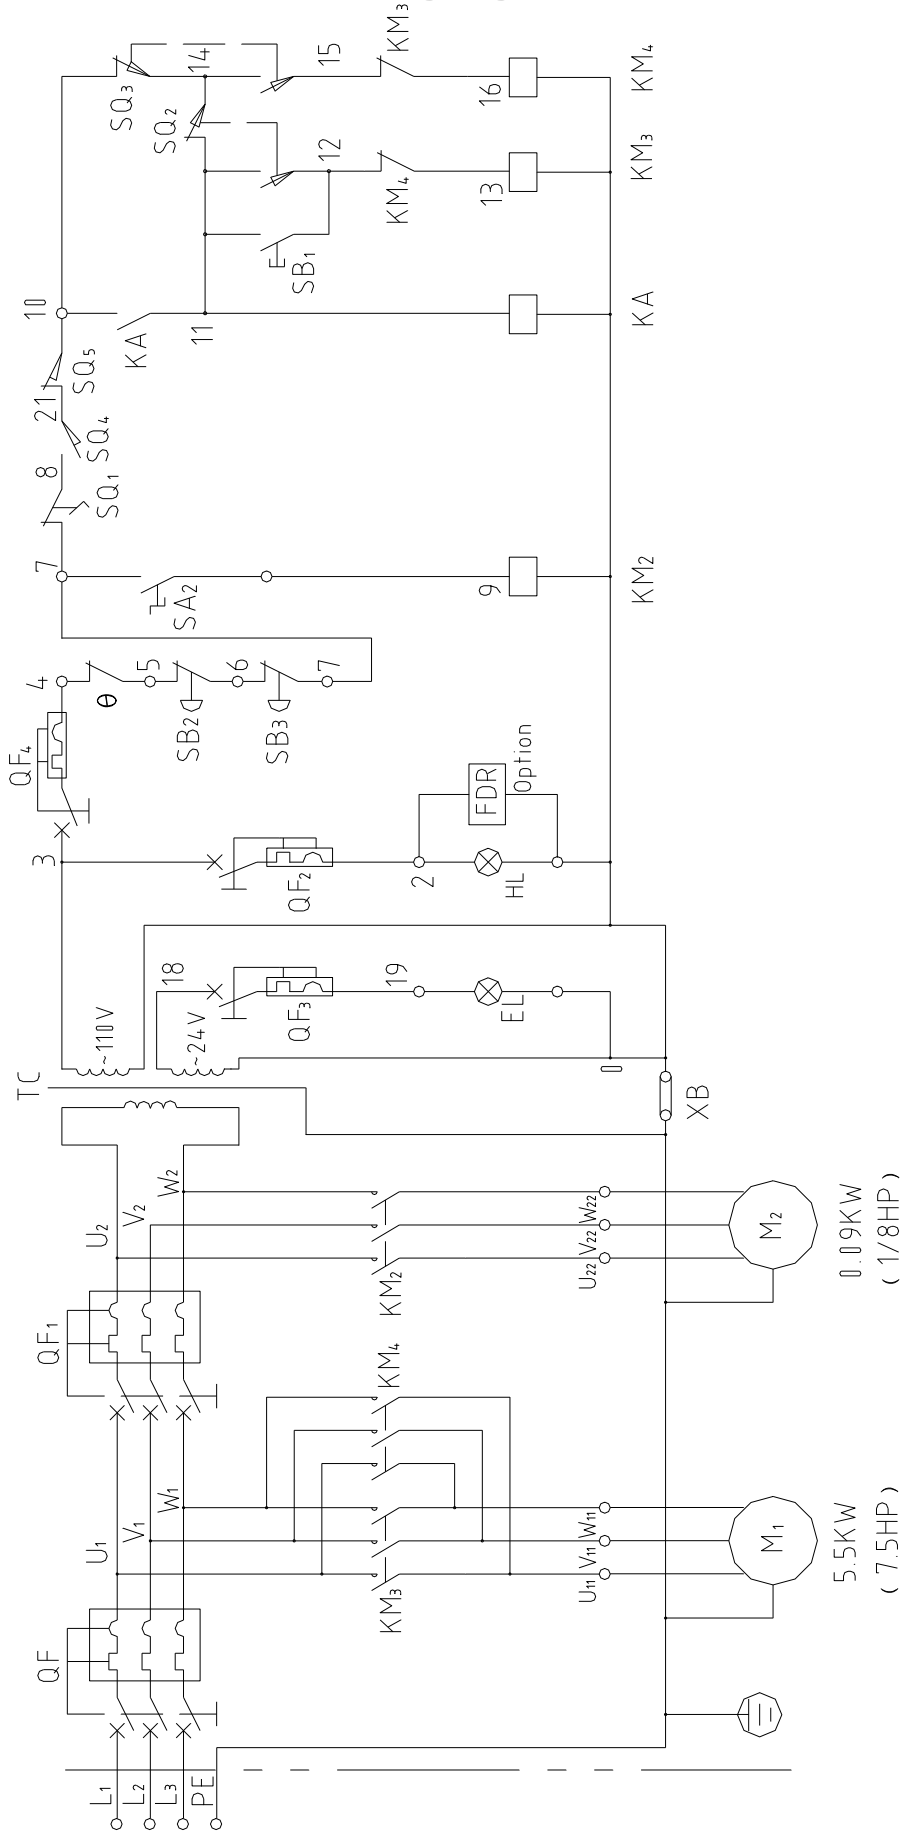 L1
L2
L3
PE
QF
U1
V1
W1
QF1
U2
V2
W2
KM3
KM4
KM2
U11
V11
W11
U22
V22
W22
M1
5.5KW
(7.5HP)
M2
0.09KW
(1/8HP)
TC
~110V
~24V
XB
0
18
QF3
19
EL
3
QF2
2
HL
FDR
Option
QF4
4
θ
5
SB2
6
SB3
7
7
SA2
9
KM2
8
SQ1
21
SQ4
SQ5
10
KA
11
KA
SB1
12
KM4
13
KM3
SQ3
SQ2
14
15
KM3
16
KM4